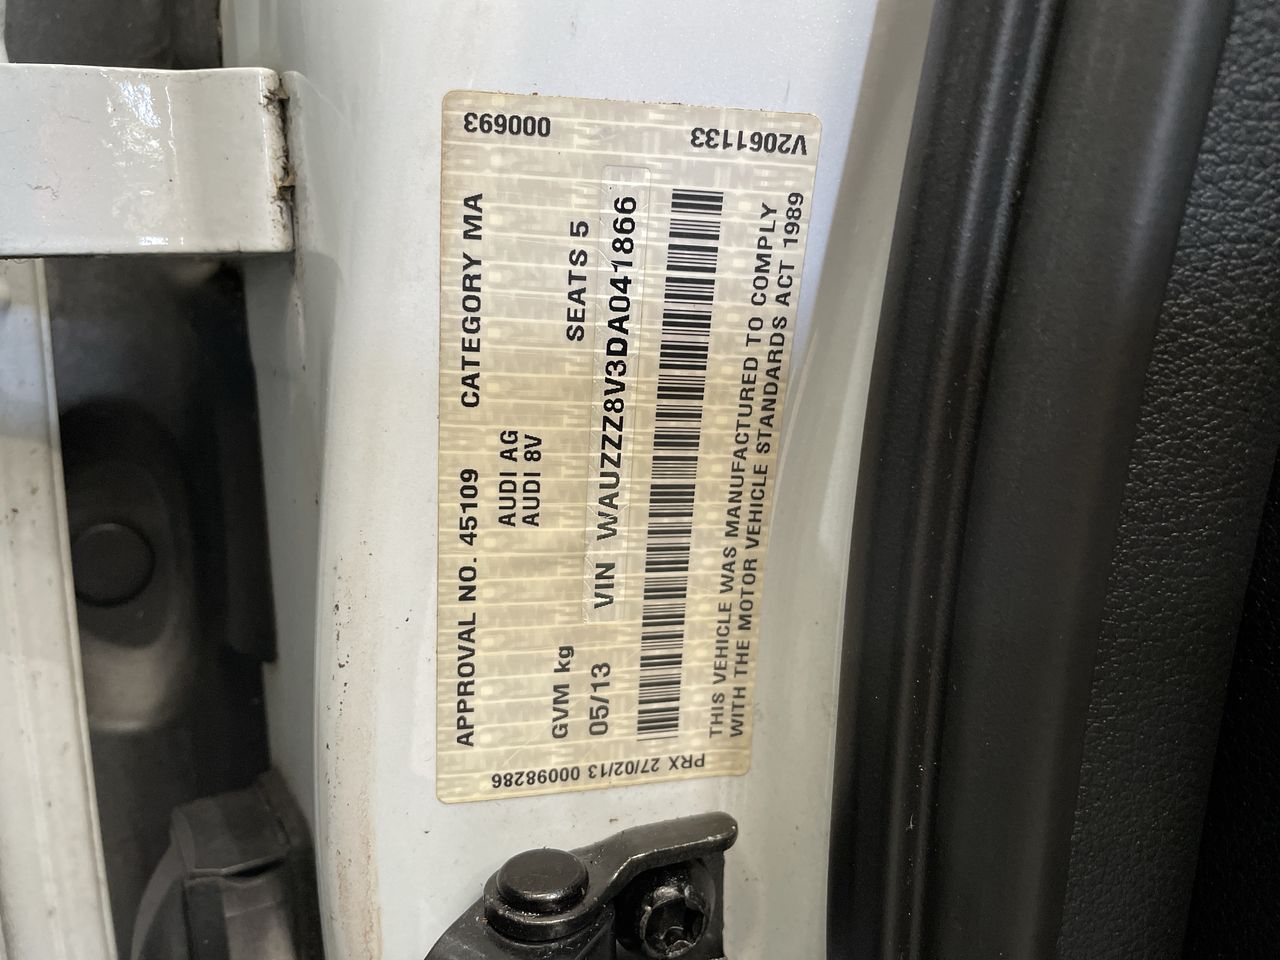 000693
V2061133
APPROVAL NO. 45109 CATEGORY MA
AUDI AG
AUDI 8V
GVM kg SEATS 5
05/13 VIN WAUZZZ8V3DA041866
THIS VEHICLE WAS MANUFACTURED TO COMPLY
WITH THE MOTOR VEHICLE STANDARDS ACT 1989
PRX 27/02/13 00098286